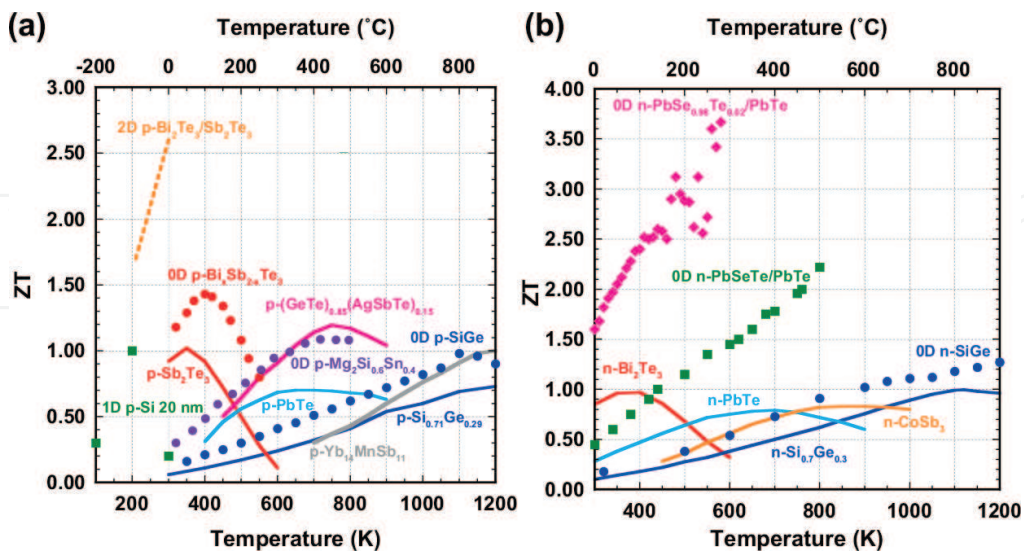 (a)
Temperature (˚C)
-200 0 200 400 600 800
3.00
2.50
2.00
1.50
1.00
0.50
0.00
ZT
2D p-Bi2Te3/Sb2Te3
0D p-BixSb2-xTe3
p-(GeTe)0.85(AgSbTe)0.15
0D p-SiGe
p-Sb2Te3
0D p-Mg2Si0.6Sn0.4
1D p-Si 20 nm
p-PbTe
p-Si0.71Ge0.29
p-Yb14MnSb11
200 400 600 800 1000 1200
Temperature (K)
(b)
Temperature (˚C)
0 200 400 600 800
4.00
3.50
3.00
2.50
2.00
1.50
1.00
0.50
0.00
ZT
0D n-PbSe0.98Te0.02/PbTe
0D n-PbSeTe/PbTe
0D n-SiGe
n-Bi2Te3
n-PbTe
n-CoSb3
n-Si0.7Ge0.3
400 600 800 1000 1200
Temperature (K)